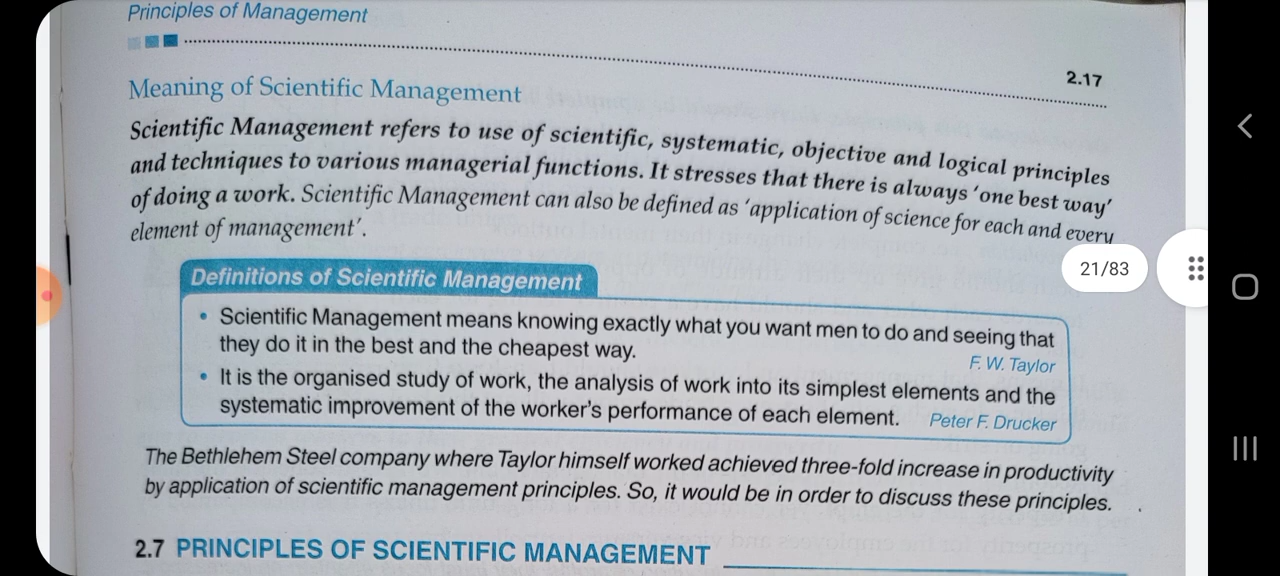 Principles of Management
2.17
Meaning of Scientific Management
Scientific Management refers to use of scientific, systematic, objective and logical principles
and techniques to various managerial functions. It stresses that there is always 'one best way'
of doing a work. Scientific Management can also be defined as 'application of science for each and every
element of management'.
21/83
Definitions of Scientific Management
• Scientific Management means knowing exactly what you want men to do and seeing that
they do it in the best and the cheapest way.
F. W. Taylor
• It is the organised study of work, the analysis of work into its simplest elements and the
systematic improvement of the worker's performance of each element. Peter F. Drucker
The Bethlehem Steel company where Taylor himself worked achieved three-fold increase in productivity
by application of scientific management principles. So, it would be in order to discuss these principles.
2.7 PRINCIPLES OF SCIENTIFIC MANAGEMENT